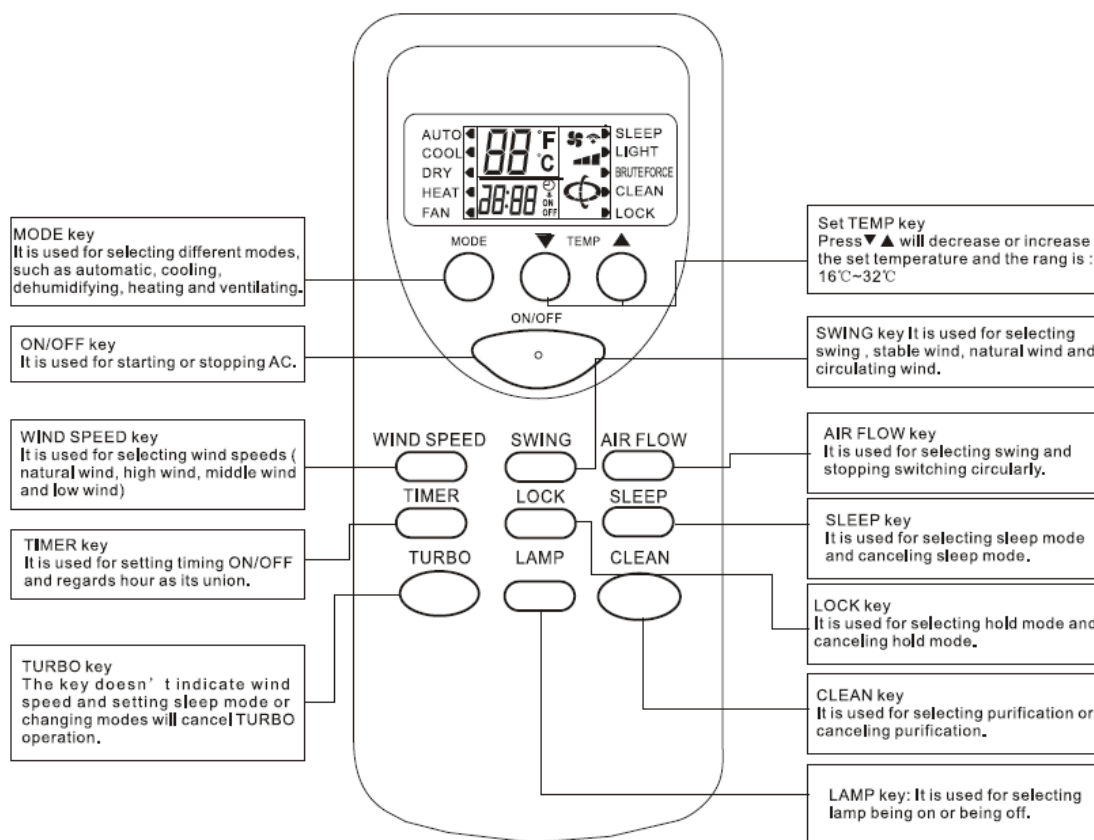 AUTO
COOL
DRY
HEAT
FAN
88 °F
°C
d8:88 ON
OFF
SLEEP
LIGHT
BRUTEFORCE
CLEAN
LOCK
MODE
▼ TEMP ▲
ON/OFF
WIND SPEED SWING AIR FLOW
TIMER LOCK SLEEP
TURBO LAMP CLEAN
MODE key
It is used for selecting different modes,
such as automatic, cooling,
dehumidifying, heating and ventilating.
ON/OFF key
It is used for starting or stopping AC.
WIND SPEED key
It is used for selecting wind speeds (
natural wind, high wind, middle wind
and low wind)
TIMER key
It is used for setting timing ON/OFF
and regards hour as its union.
TURBO key
The key doesn't indicate wind
speed and setting sleep mode or
changing modes will cancel TURBO
operation.
Set TEMP key
Press▼▲ will decrease or increase
the set temperature and the rang is :
16℃~32℃
SWING key It is used for selecting
swing , stable wind, natural wind and
circulating wind.
AIR FLOW key
It is used for selecting swing and
stopping switching circularly.
SLEEP key
It is used for selecting sleep mode
and canceling sleep mode.
LOCK key
It is used for selecting hold mode and
canceling hold mode.
CLEAN key
It is used for selecting purification or
canceling purification.
LAMP key: It is used for selecting
lamp being on or being off.